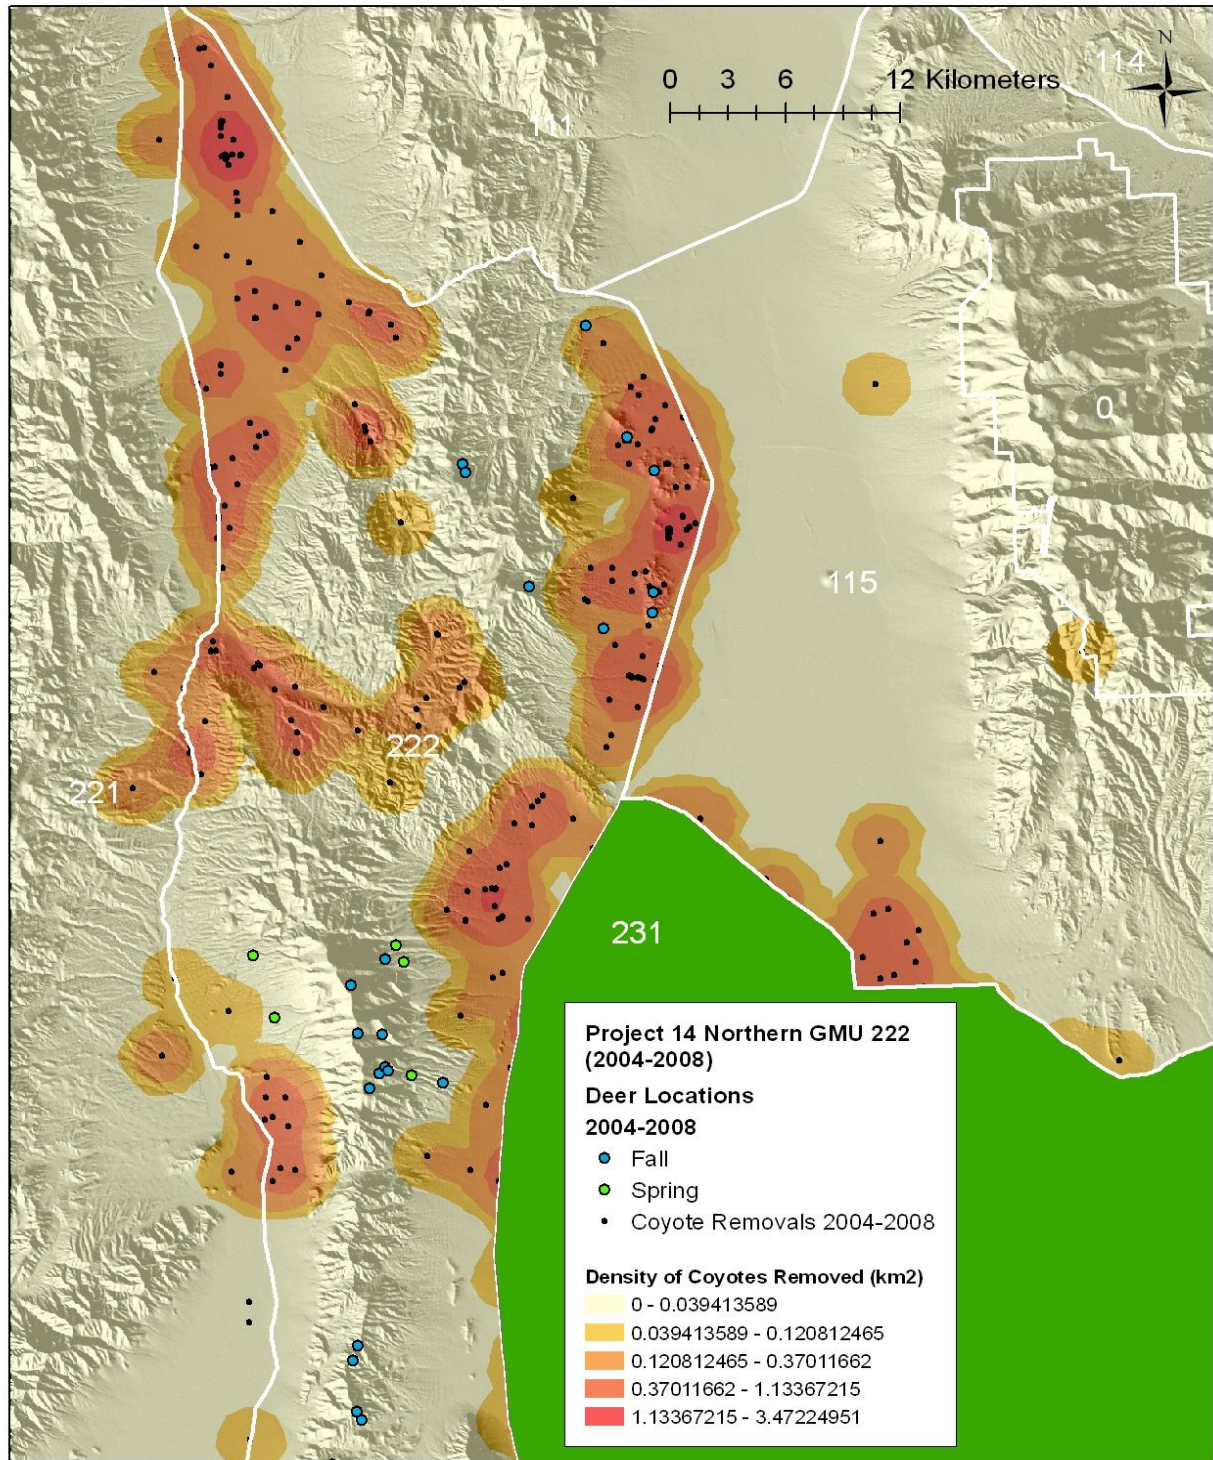 N
114
0 3 6 12 Kilometers
111
0
115
222
221
231
Project 14 Northern GMU 222
(2004-2008)
Deer Locations
2004-2008
Fall
Spring
Coyote Removals 2004-2008
Density of Coyotes Removed (km2)
0 - 0.039413589
0.039413589 - 0.120812465
0.120812465 - 0.37011662
0.37011662 - 1.13367215
1.13367215 - 3.47224951